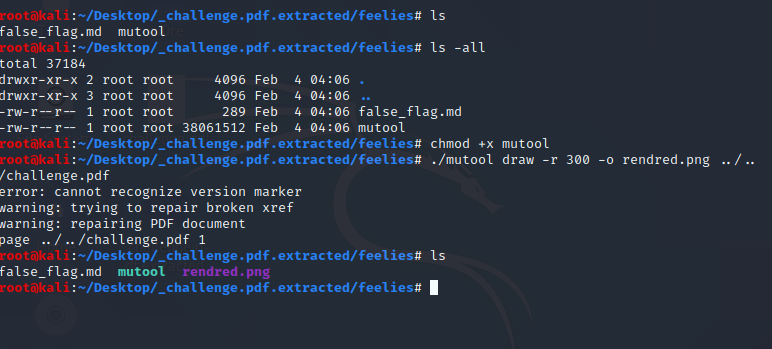 root@kali:~/Desktop/_challenge.pdf.extracted/feelies# ls
false_flag.md  mutool
root@kali:~/Desktop/_challenge.pdf.extracted/feelies# ls -all
total 37184
drwxr-xr-x 2 root root     4096 Feb  4 04:06 .
drwxr-xr-x 3 root root     4096 Feb  4 04:06 ..
-rw-r--r-- 1 root root      289 Feb  4 04:06 false_flag.md
-rw-r--r-- 1 root root 38061512 Feb  4 04:06 mutool
root@kali:~/Desktop/_challenge.pdf.extracted/feelies# chmod +x mutool
root@kali:~/Desktop/_challenge.pdf.extracted/feelies# ./mutool draw -r 300 -o rendred.png ../..
/challenge.pdf
error: cannot recognize version marker
warning: trying to repair broken xref
warning: repairing PDF document
page ../../challenge.pdf 1
root@kali:~/Desktop/_challenge.pdf.extracted/feelies# ls
false_flag.md  mutool  rendred.png
root@kali:~/Desktop/_challenge.pdf.extracted/feelies#